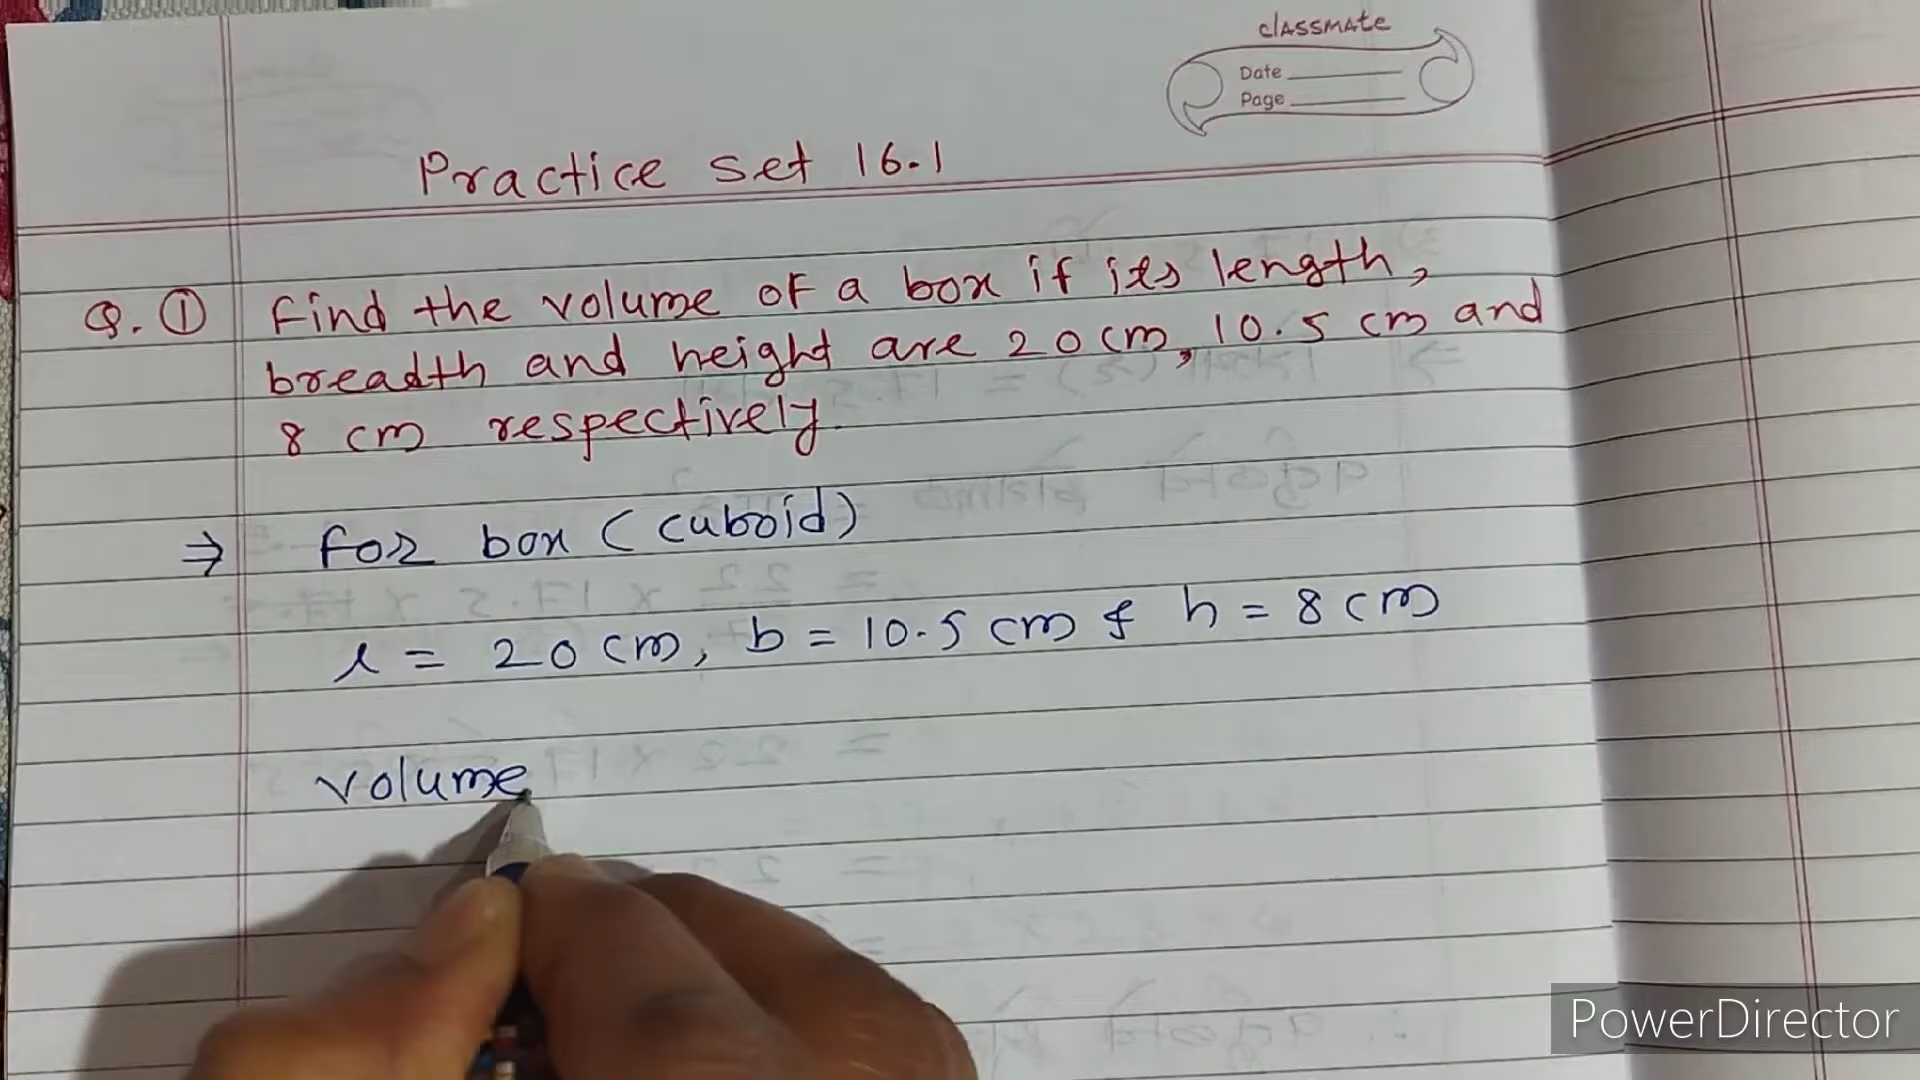 classmate
Date
Page
Practice set 16.1
Q. ① Find the volume of a box if its length,
breadth and height are 20 cm, 10.5 cm and
8 cm respectively.
⇒ For box (cuboid)
l = 20 cm, b = 10.5 cm & h = 8 cm
volume
PowerDirector